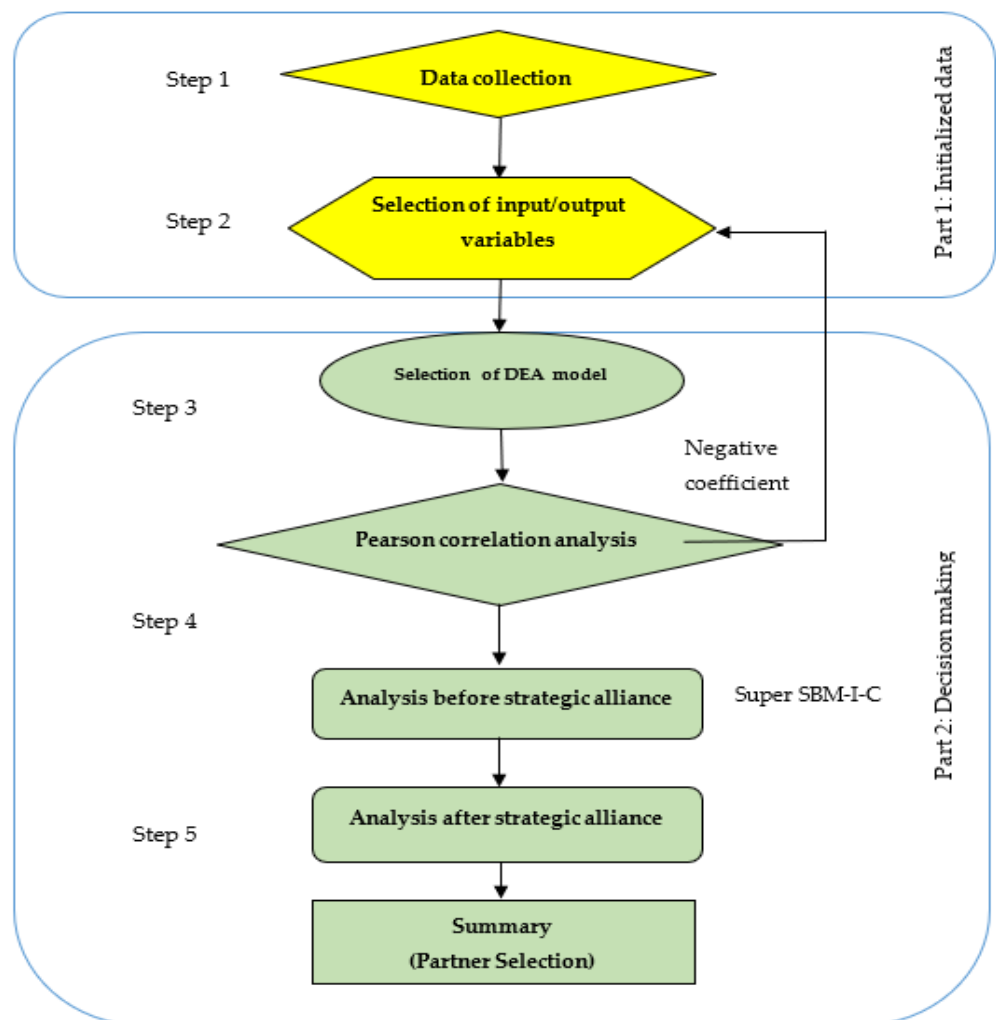 Step 1
Data collection
Part 1: Initialized data
Step 2
Selection of input/output
variables
Selection of DEA model
Step 3
Negative
coefficient
Pearson correlation analysis
Part 2: Decision making
Step 4
Analysis before strategic alliance
Super SBM-I-C
Analysis after strategic alliance
Step 5
Summary
(Partner Selection)